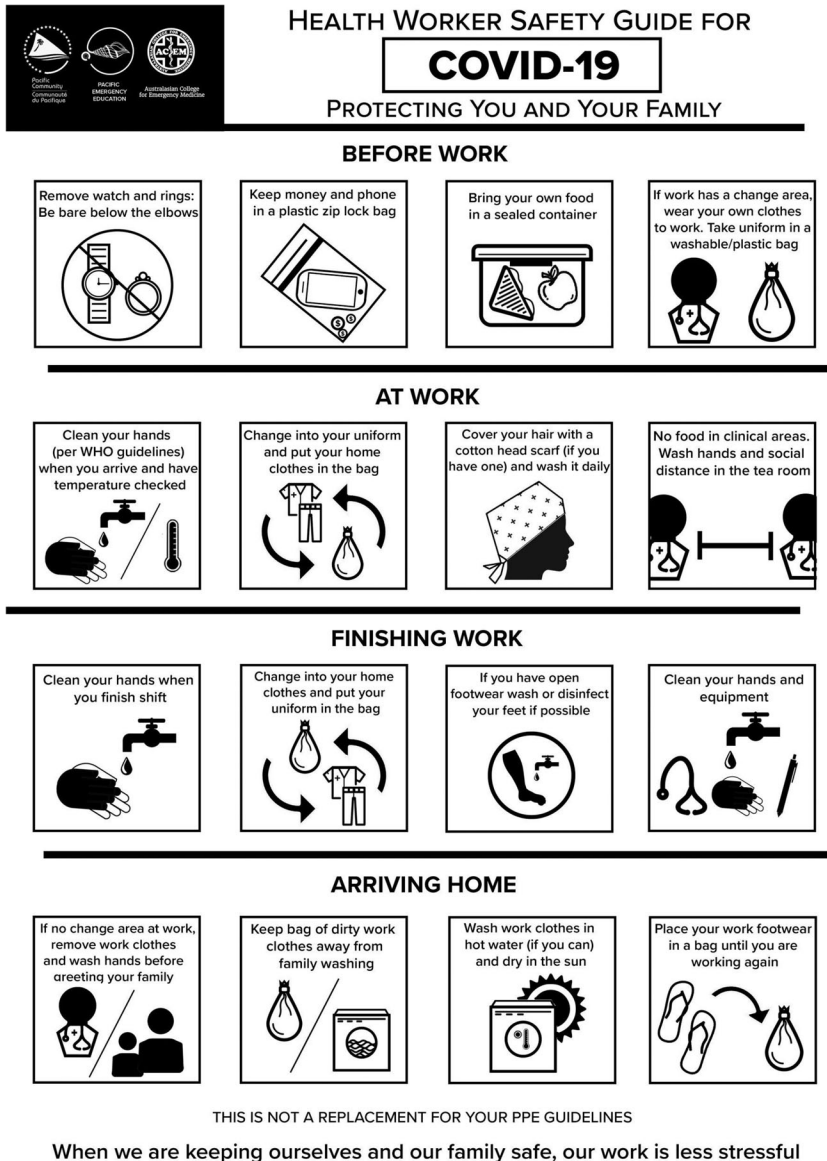 Pacific
Community
Communauté
du Pacifique
PACIFIC
EMERGENCY
EDUCATION
ACEM
Australasian College
for Emergency Medicine
HEALTH WORKER SAFETY GUIDE FOR
COVID-19
PROTECTING YOU AND YOUR FAMILY
BEFORE WORK
Remove watch and rings:
Be bare below the elbows
Keep money and phone
in a plastic zip lock bag
$ $
$
Bring your own food
in a sealed container
If work has a change area,
wear your own clothes
to work. Take uniform in a
washable/plastic bag
AT WORK
Clean your hands
(per WHO guidelines)
when you arrive and have
temperature checked
Change into your uniform
and put your home
clothes in the bag
Cover your hair with a
cotton head scarf (if you
have one) and wash it daily
No food in clinical areas.
Wash hands and social
distance in the tea room
FINISHING WORK
Clean your hands when
you finish shift
Change into your home
clothes and put your
uniform in the bag
If you have open
footwear wash or disinfect
your feet if possible
Clean your hands and
equipment
ARRIVING HOME
If no change area at work,
remove work clothes
and wash hands before
greeting your family
Keep bag of dirty work
clothes away from
family washing
Wash work clothes in
hot water (if you can)
and dry in the sun
Place your work footwear
in a bag until you are
working again
THIS IS NOT A REPLACEMENT FOR YOUR PPE GUIDELINES
When we are keeping ourselves and our family safe, our work is less stressful